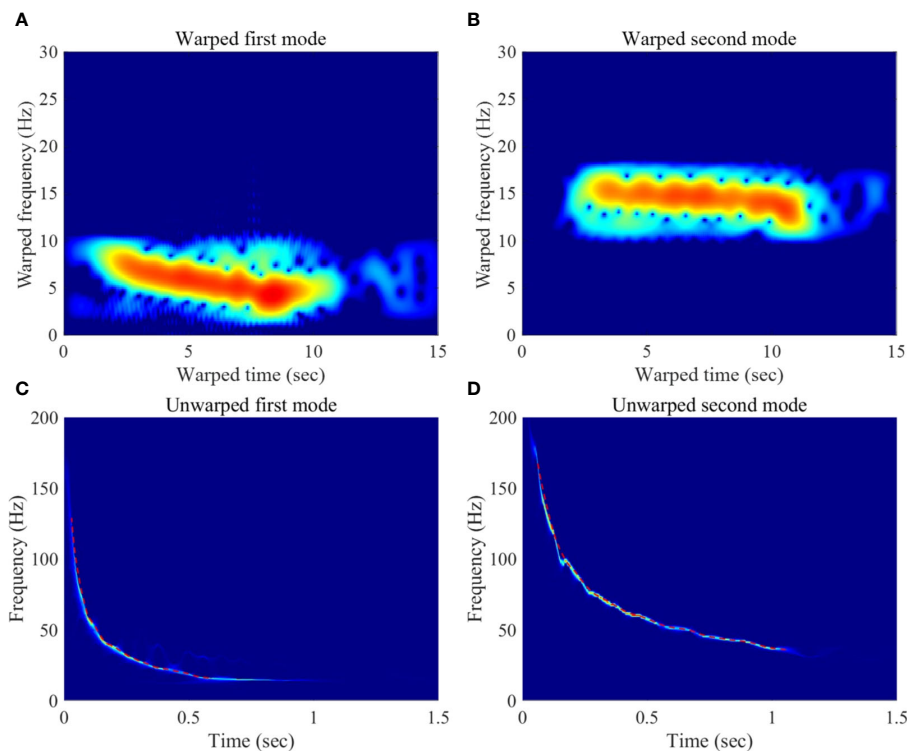 A
Warped first mode
Warped frequency (Hz)
30
25
20
15
10
5
0
0 5 10 15
Warped time (sec)
B
Warped second mode
Warped frequency (Hz)
30
25
20
15
10
5
0
0 5 10 15
Warped time (sec)
C
Unwarped first mode
Frequency (Hz)
200
150
100
50
0
0 0.5 1 1.5
Time (sec)
D
Unwarped second mode
Frequency (Hz)
200
150
100
50
0
0 0.5 1 1.5
Time (sec)